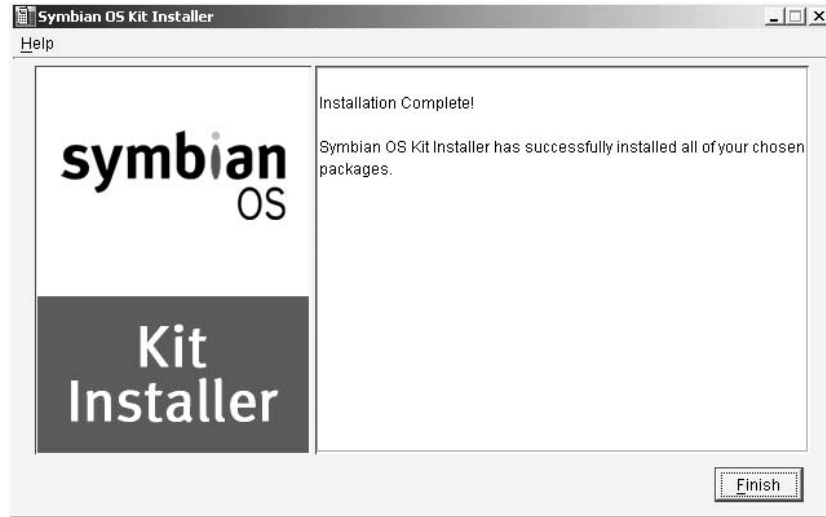 Symbian OS Kit Installer
Help
symbian
OS
Kit
Installer
Installation Complete!
Symbian OS Kit Installer has successfully installed all of your chosen
packages.
Finish